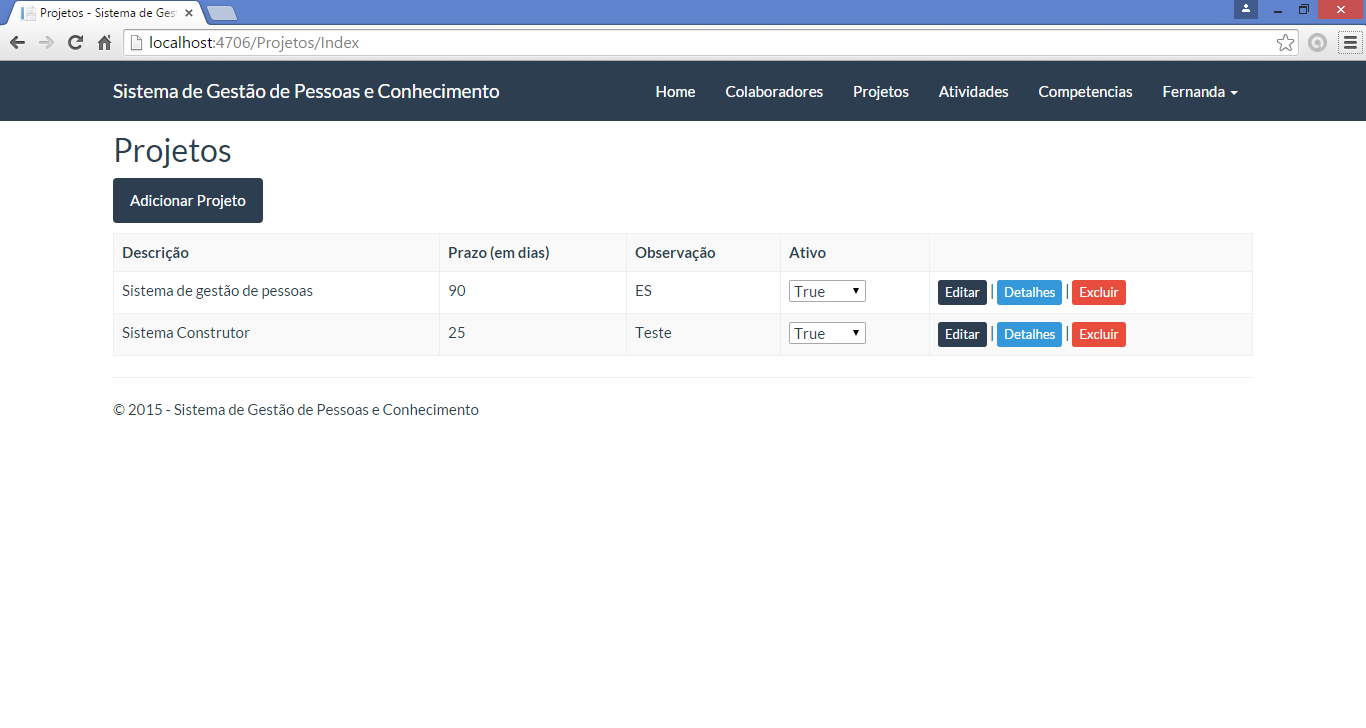 Projetos - Sistema de Ges
localhost:4706/Projetos/Index
Sistema de Gestão de Pessoas e Conhecimento Home Colaboradores Projetos Atividades Competencias Fernanda
Projetos
Adicionar Projeto
Descrição Prazo (em dias) Observação Ativo
Sistema de gestão de pessoas 90 ES True Editar | Detalhes | Excluir
Sistema Construtor 25 Teste True Editar | Detalhes | Excluir
© 2015 - Sistema de Gestão de Pessoas e Conhecimento